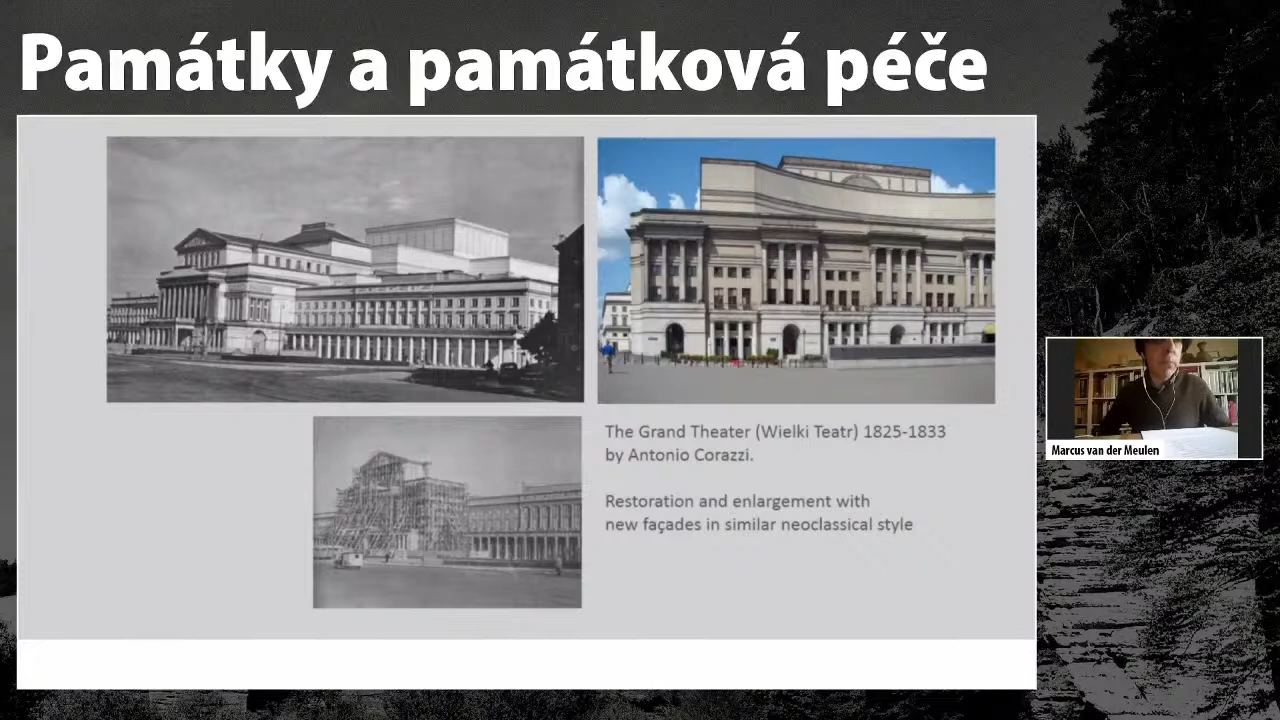 Památky a památková péče
The Grand Theater (Wielki Teatr) 1825-1833
by Antonio Corazzi.
Restoration and enlargement with
new façades in similar neoclassical style
Marcus van der Meulen